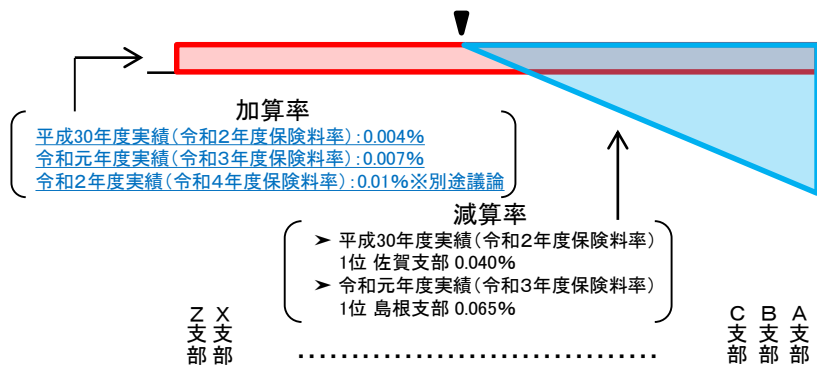 加算率
平成30年度実績(令和2年度保険料率):0.004%
令和元年度実績(令和3年度保険料率):0.007%
令和2年度実績(令和4年度保険料率):0.01%※別途議論
減算率
➤ 平成30年度実績(令和2年度保険料率)
1位 佐賀支部 0.040%
➤ 令和元年度実績(令和3年度保険料率)
1位 島根支部 0.065%
Z支部
X支部
………………………………
C支部
B支部
A支部